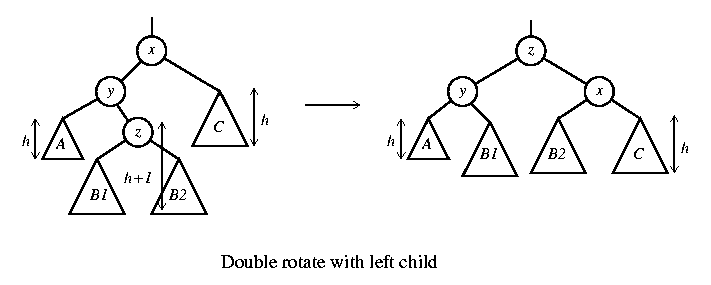 x z
y y x
z
h A C h h A B1 B2 C h
B1 h+1 B2
Double rotate with left child